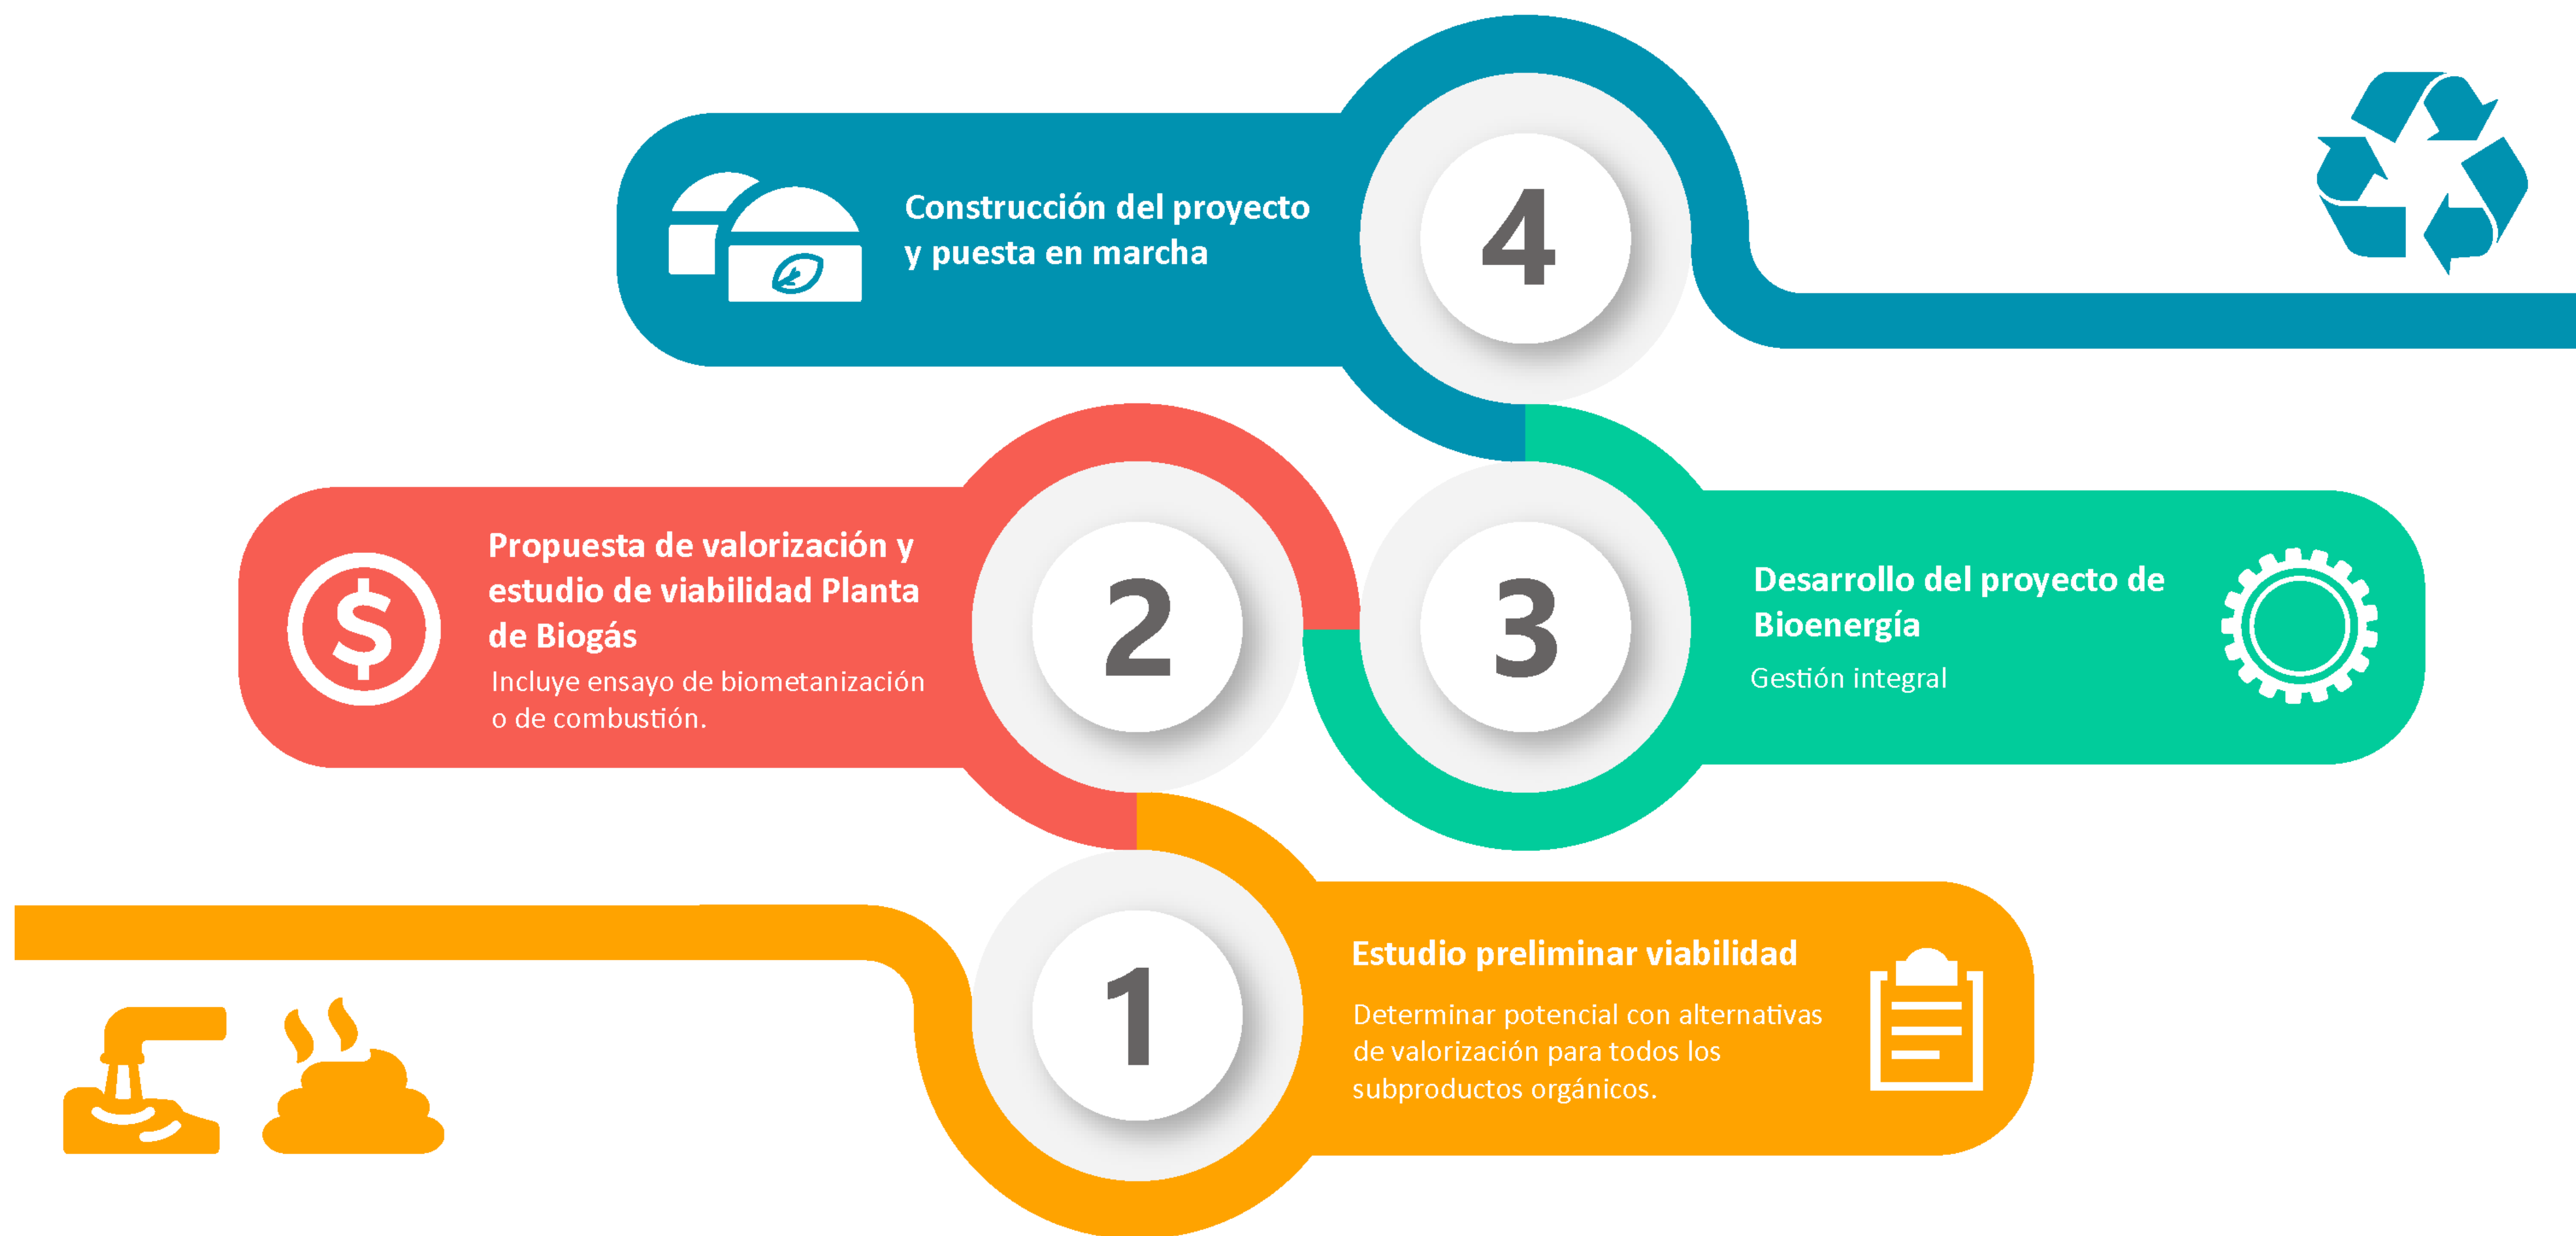 Construcción del proyecto
y puesta en marcha
4
Propuesta de valorización y
estudio de viabilidad Planta
de Biogás
Incluye ensayo de biometanización
o de combustión.
2
3
Desarrollo del proyecto de
Bioenergía
Gestión integral
1
Estudio preliminar viabilidad
Determinar potencial con alternativas
de valorización para todos los
subproductos orgánicos.
$